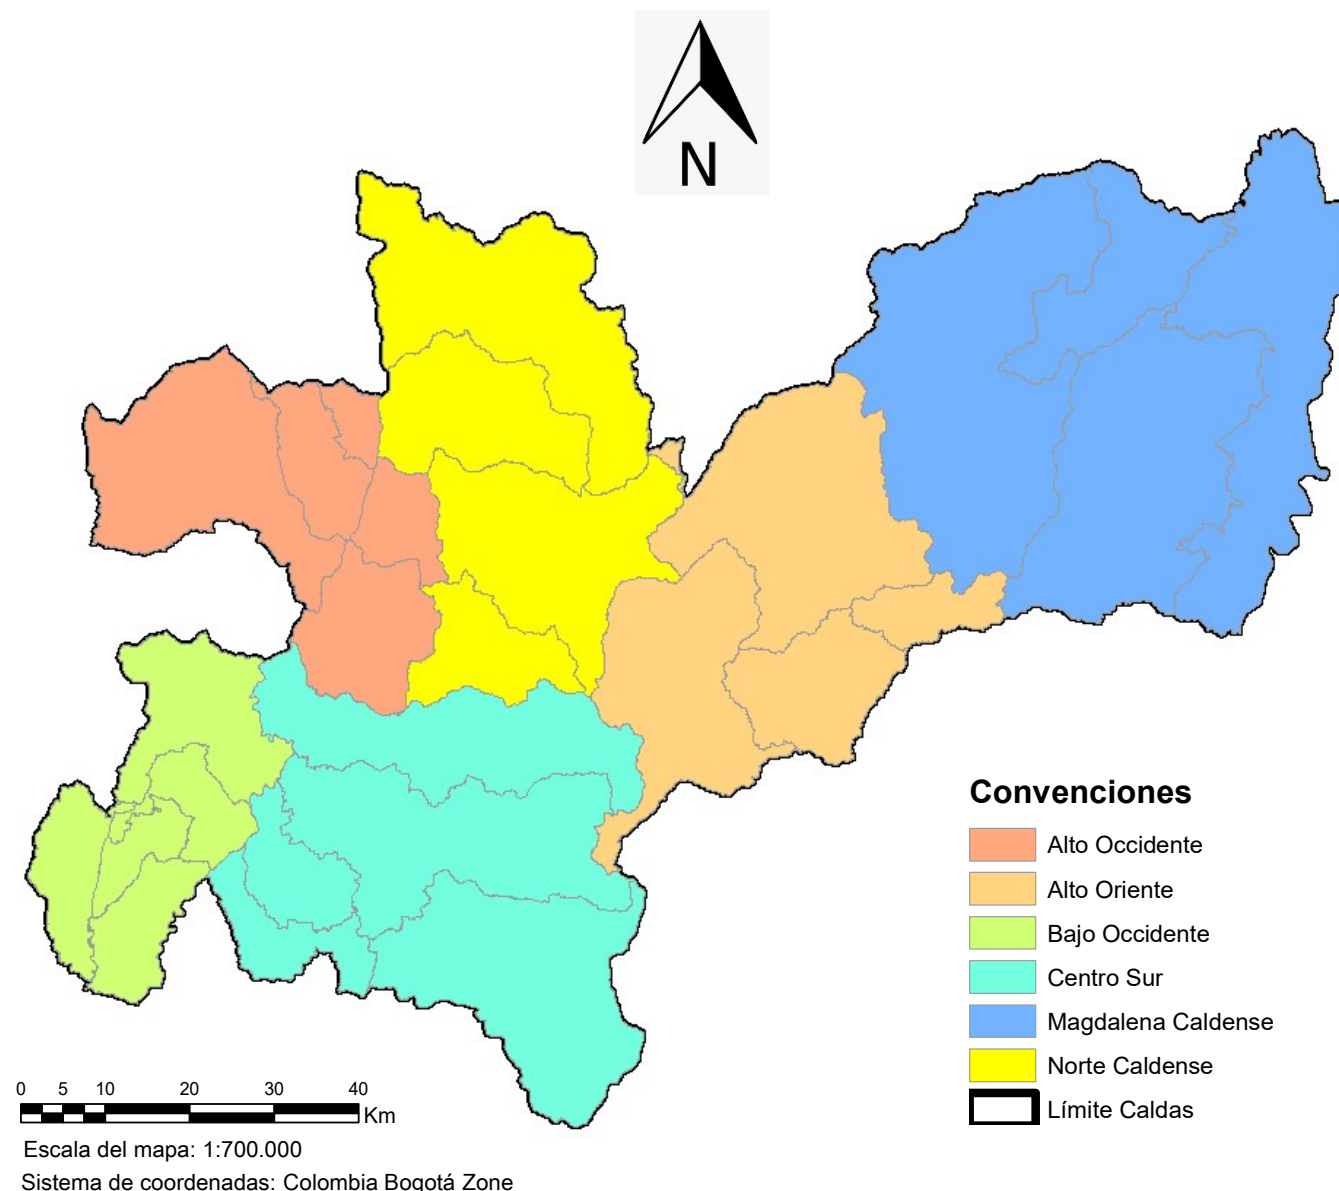 N
Convenciones
Alto Occidente
Alto Oriente
Bajo Occidente
Centro Sur
Magdalena Caldense
Norte Caldense
Límite Caldas
0 5 10 20 30 40
Km
Escala del mapa: 1:700.000
Sistema de coordenadas: Colombia Bogotá Zone